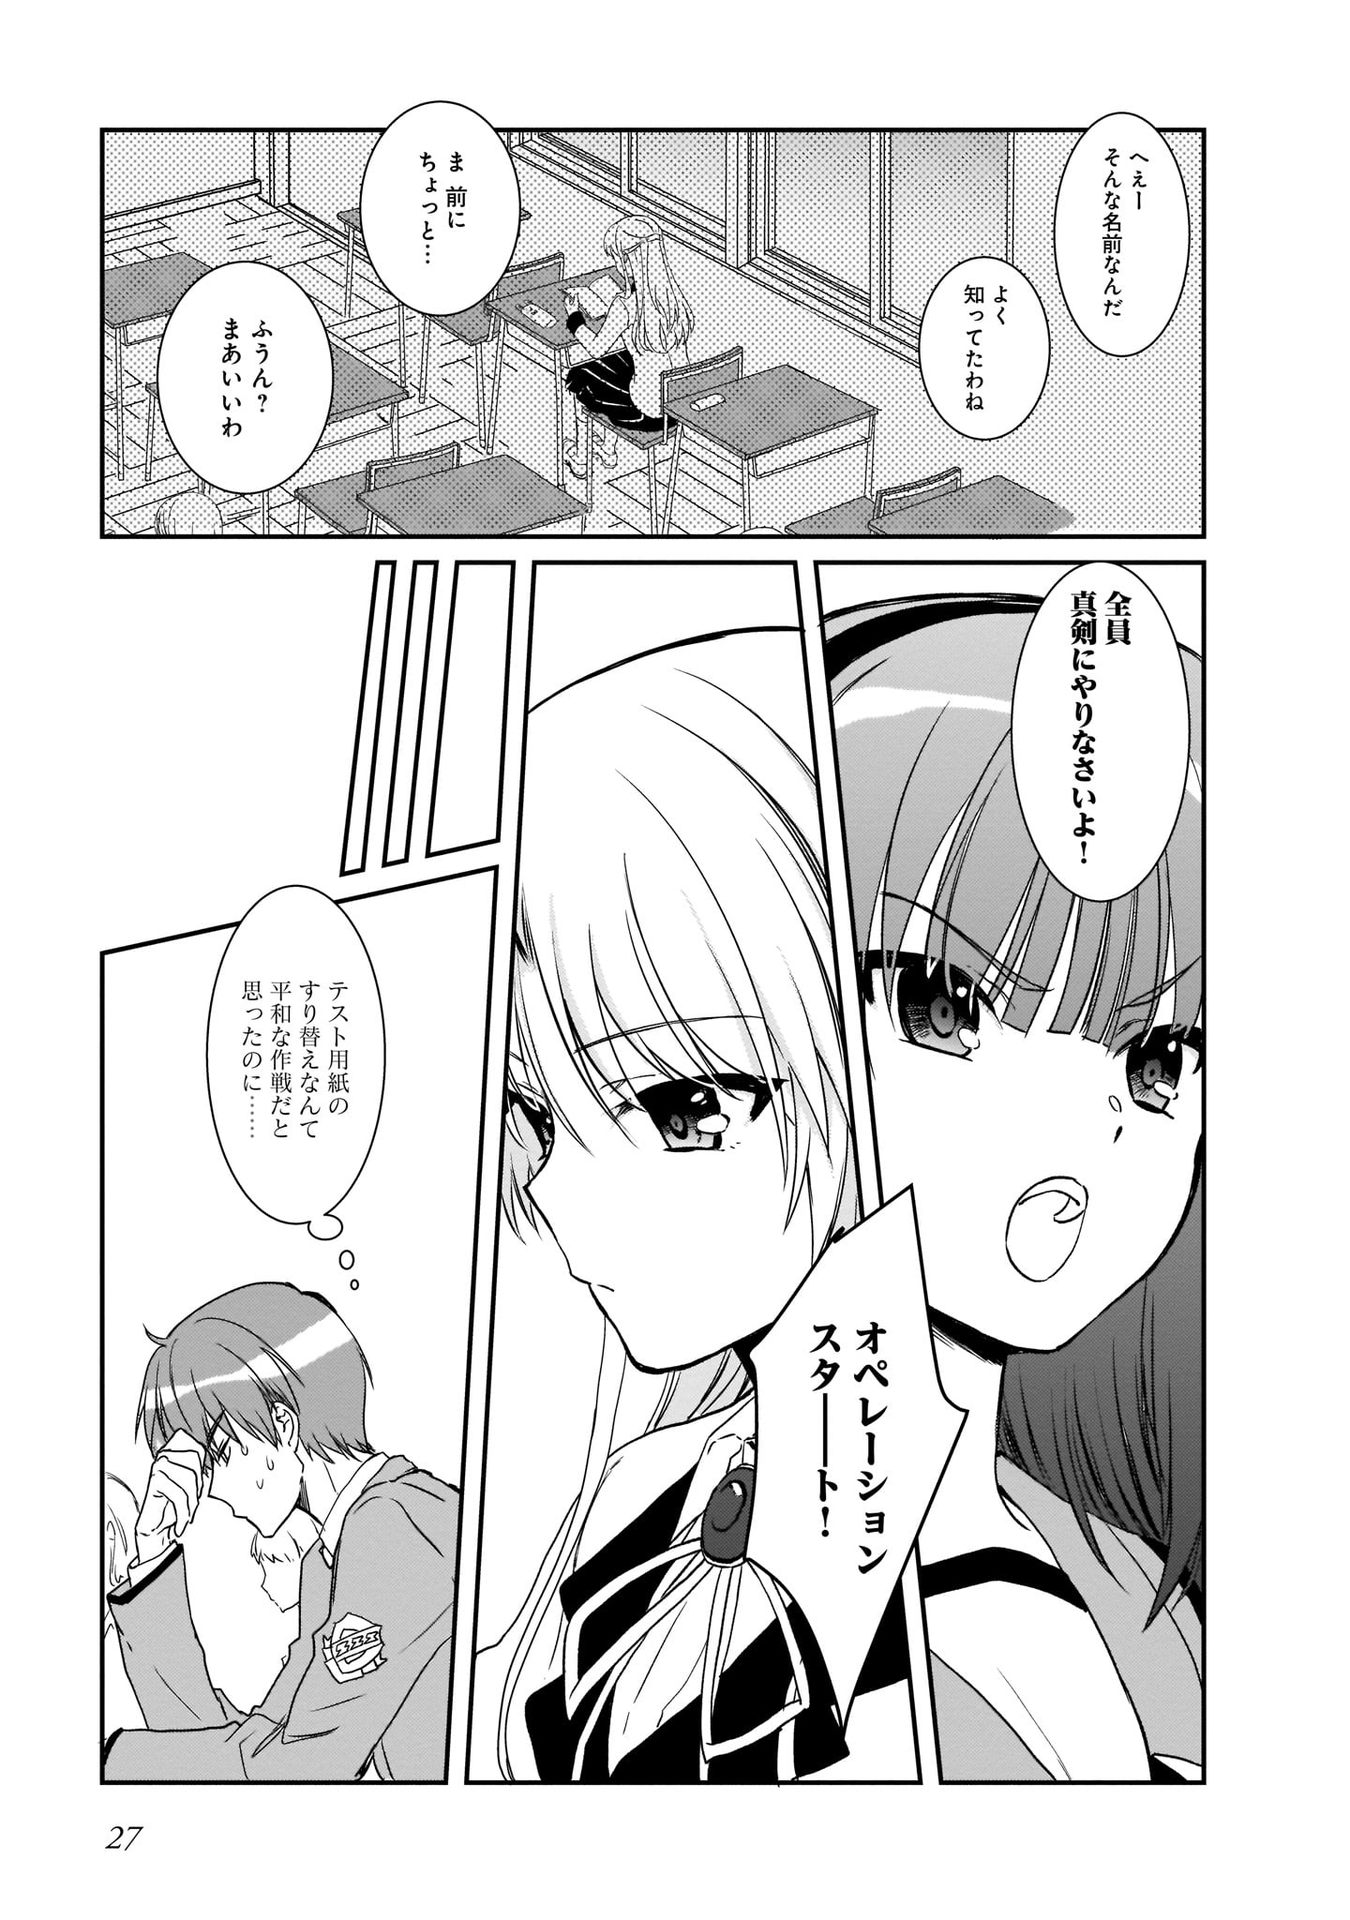 へぇー
そんな名前なんだ
よく
知ってたわね
ま 前に
ちょっと…
ふうん?
まあいいわ
全員
真剣にやりなさいよ!
オペレーション
スタート!
テスト用紙の
すり替えなんて
平和な作戦だと
思ったのに……
27